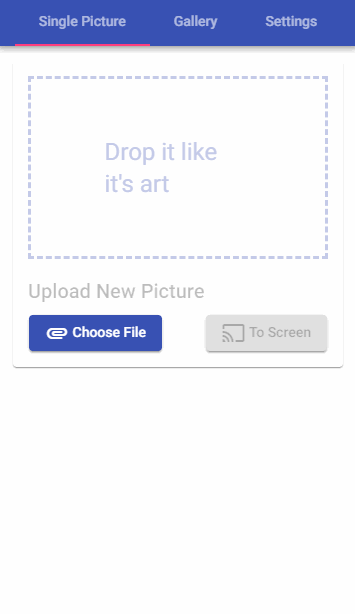 Single Picture Gallery Settings
Drop it like
it's art
Upload New Picture
Choose File To Screen